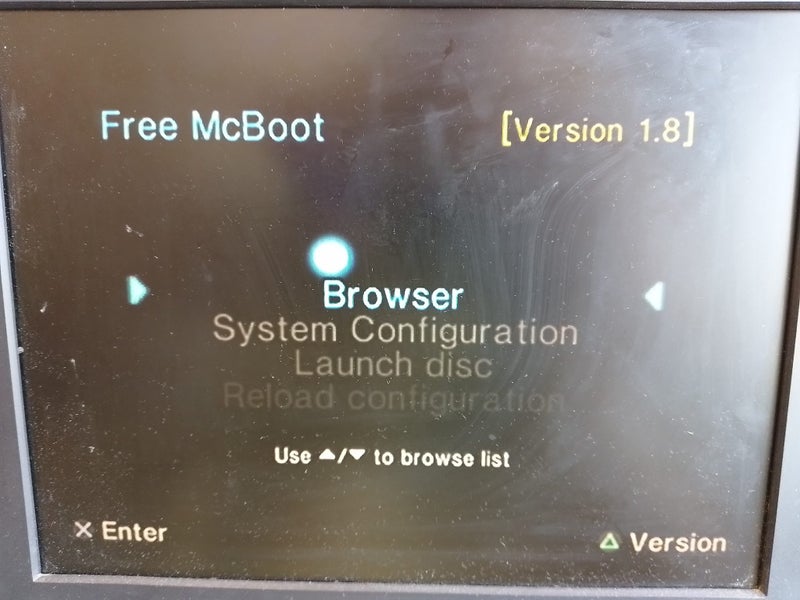 Free McBoot [Version 1.8]
Browser
System Configuration
Launch disc
Reload configuration
Use ▲/▼ to browse list
✕ Enter △ Version